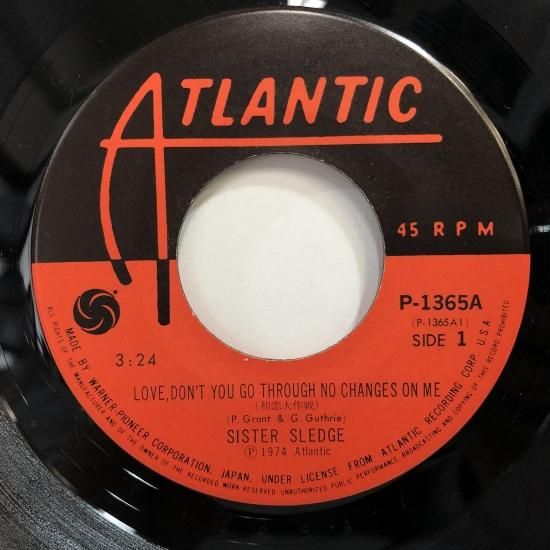 ATLANTIC
45 RPM
P-1365A
(P-1365A1)
SIDE 1
3:24
LOVE, DON'T YOU GO THROUGH NO CHANGES ON ME
(初恋大作戦)
(P. Grant & G. Guthrie)
SISTER SLEDGE
Ⓟ 1974 Atlantic
MADE BY WARNER-PIONEER CORPORATION, JAPAN, UNDER LICENSE FROM ATLANTIC RECORDING CORP. U.S.A.
ALL RIGHTS OF THE MANUFACTURER AND OF THE OWNER OF THE RECORDED WORK RESERVED UNAUTHORIZED PUBLIC PERFORMANCE, BROADCASTING AND COPYING OF THIS RECORD PROHIBITED